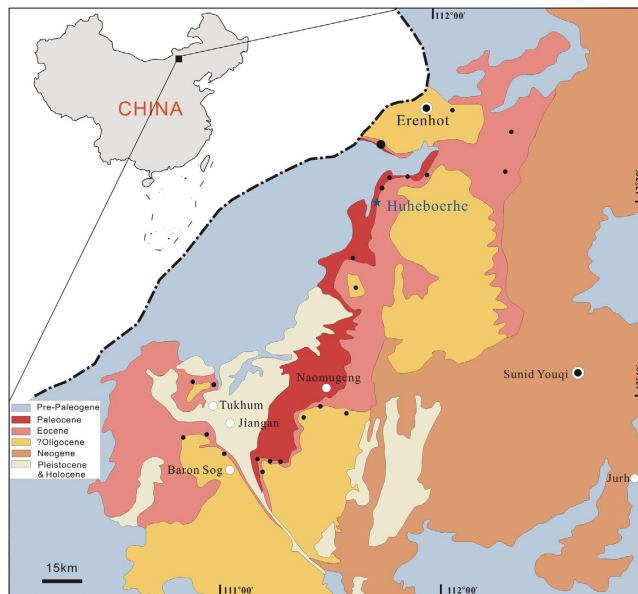 112°00′
CHINA
Erenhot
Huheboerhe
Sunid Youqi
Naomugeng
Tukhum
Jiangan
Baron Sog
Jurh
Pre-Paleogene
Paleocene
Eocene
?Oligocene
Neogene
Pleistocene
& Holocene
15km
111°00′
112°00′